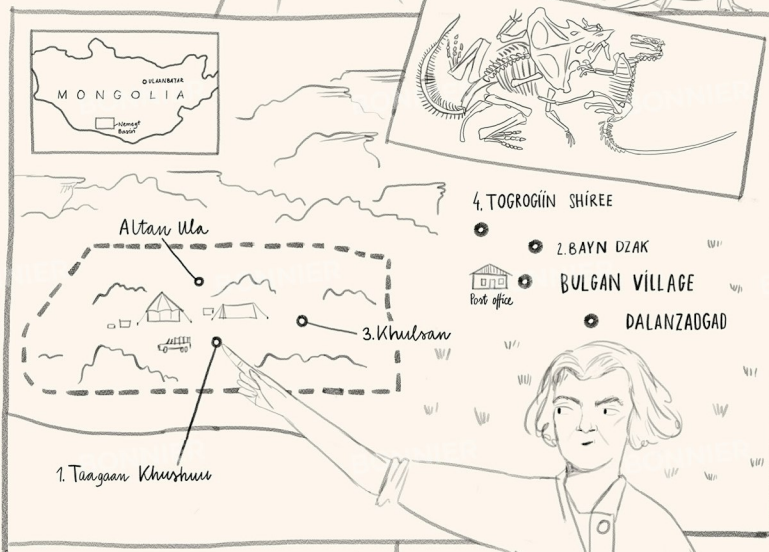 ULAANBATAR
MONGOLIA
Nemegt
Basin
4. TOGROGIIN SHIREE
Altan Ula
2. BAYN DZAK
BULGAN VILLAGE
Post office
DALANZADGAD
3. Khulsan
1. Tsagaan Khushuu